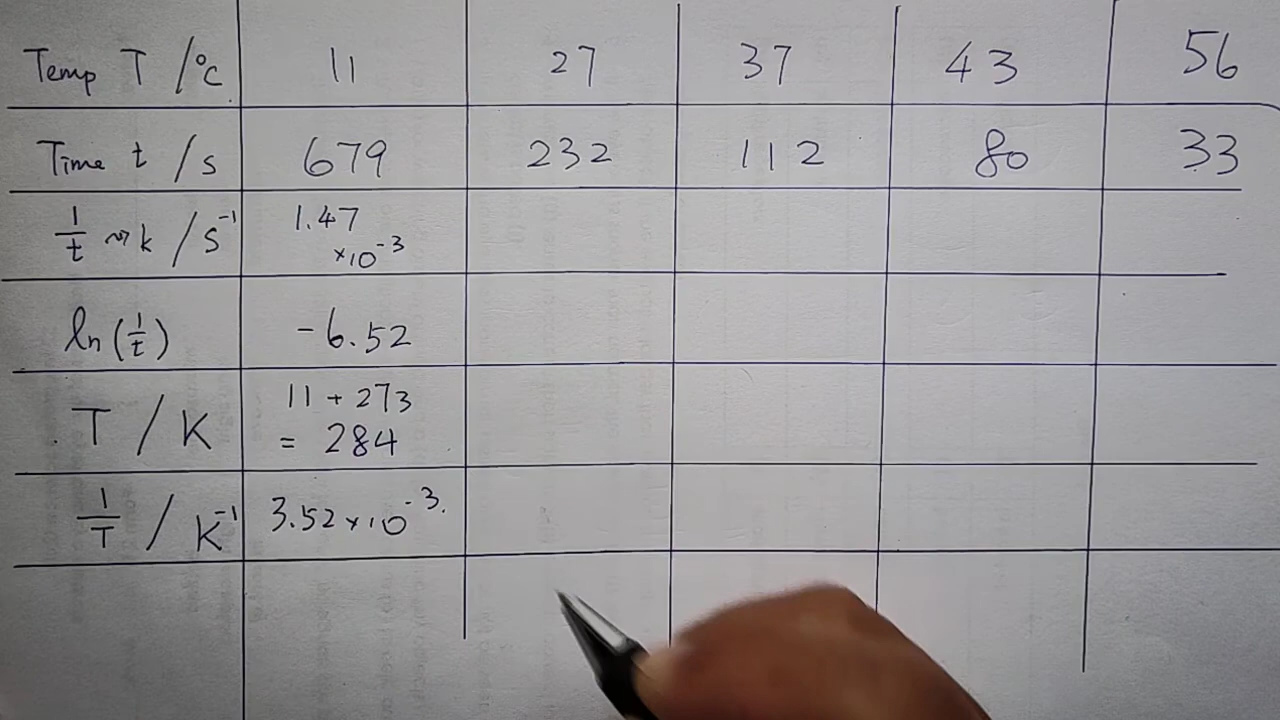 Temp T /°C 11 27 37 43 56
Time t /s 679 232 112 80 33
1/t ∝ k /s⁻¹ 1.47 ×10⁻³
ln(1/t) -6.52
T / K 11 + 273 = 284
1/T / K⁻¹ 3.52×10⁻³.